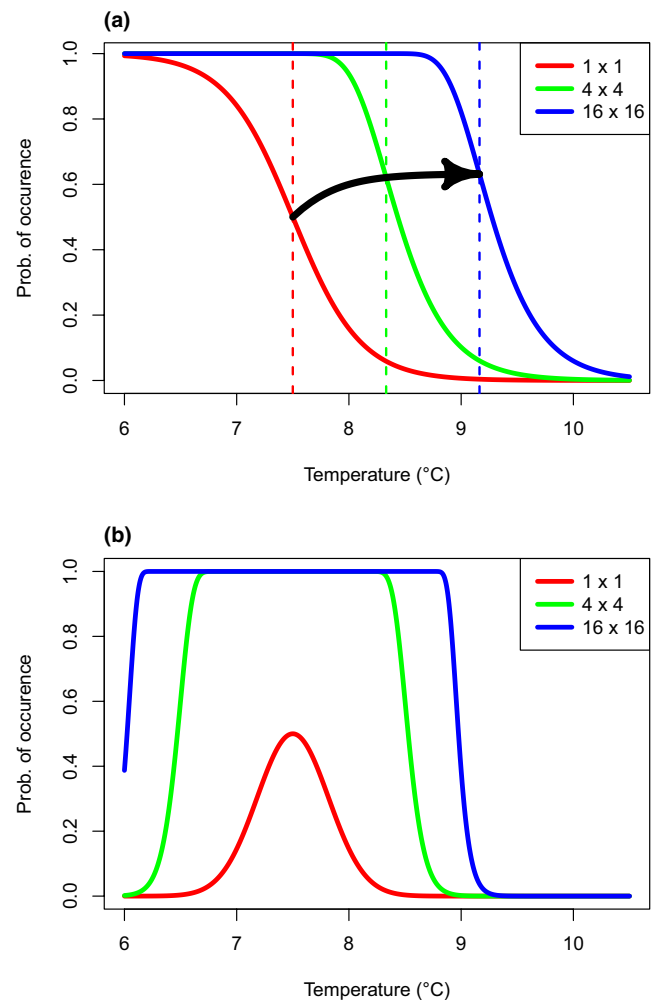 (a)
Prob. of occurence
0.0 0.2 0.4 0.6 0.8 1.0
1 x 1
4 x 4
16 x 16
6 7 8 9 10
Temperature (°C)
(b)
Prob. of occurence
0.0 0.2 0.4 0.6 0.8 1.0
1 x 1
4 x 4
16 x 16
6 7 8 9 10
Temperature (°C)